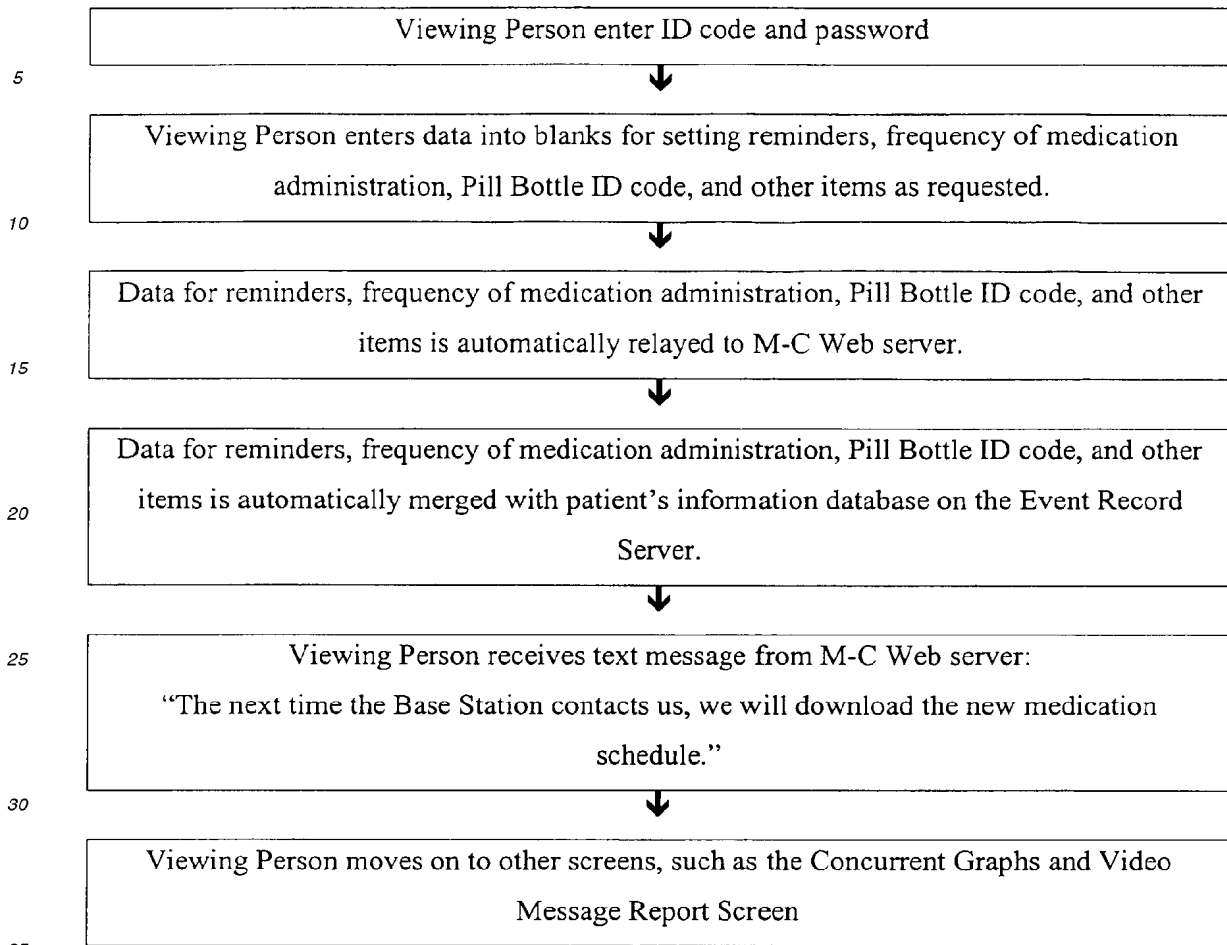 Viewing Person enter ID code and password
5
Viewing Person enters data into blanks for setting reminders, frequency of medication
administration, Pill Bottle ID code, and other items as requested.
10
Data for reminders, frequency of medication administration, Pill Bottle ID code, and other
items is automatically relayed to M-C Web server.
15
Data for reminders, frequency of medication administration, Pill Bottle ID code, and other
items is automatically merged with patient's information database on the Event Record
20
Server.
25
Viewing Person receives text message from M-C Web server:
“The next time the Base Station contacts us, we will download the new medication
schedule.”
30
Viewing Person moves on to other screens, such as the Concurrent Graphs and Video
Message Report Screen